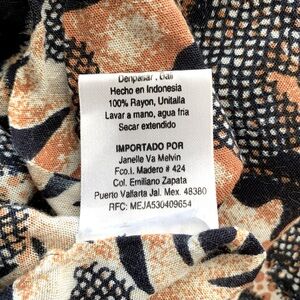 Denpasar, Bali
Hecho en Indonesia
100% Rayon, Unitalla
Lavar a mano, agua fria
Secar extendido
IMPORTADO POR
Janelle Va Melvin
Fco.I. Madero # 424
Col. Emiliano Zapata
Puerto Vallarta Jal. Mex. 48380
RFC: MEJA530409654